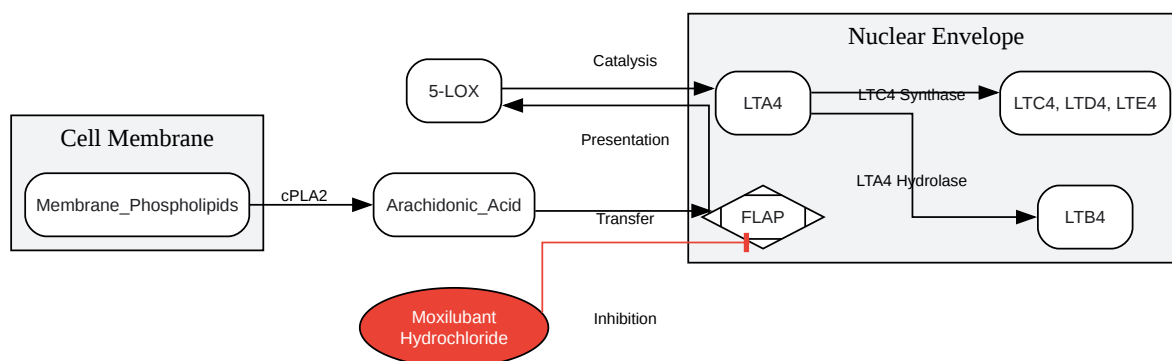 Nuclear Envelope
Catalysis
5-LOX
LTA4
LTC4 Synthase
LTC4, LTD4, LTE4
Cell Membrane
Presentation
Membrane_Phospholipids
cPLA2
Arachidonic_Acid
Transfer
FLAP
LTA4 Hydrolase
LTB4
Moxilubant
Hydrochloride
Inhibition